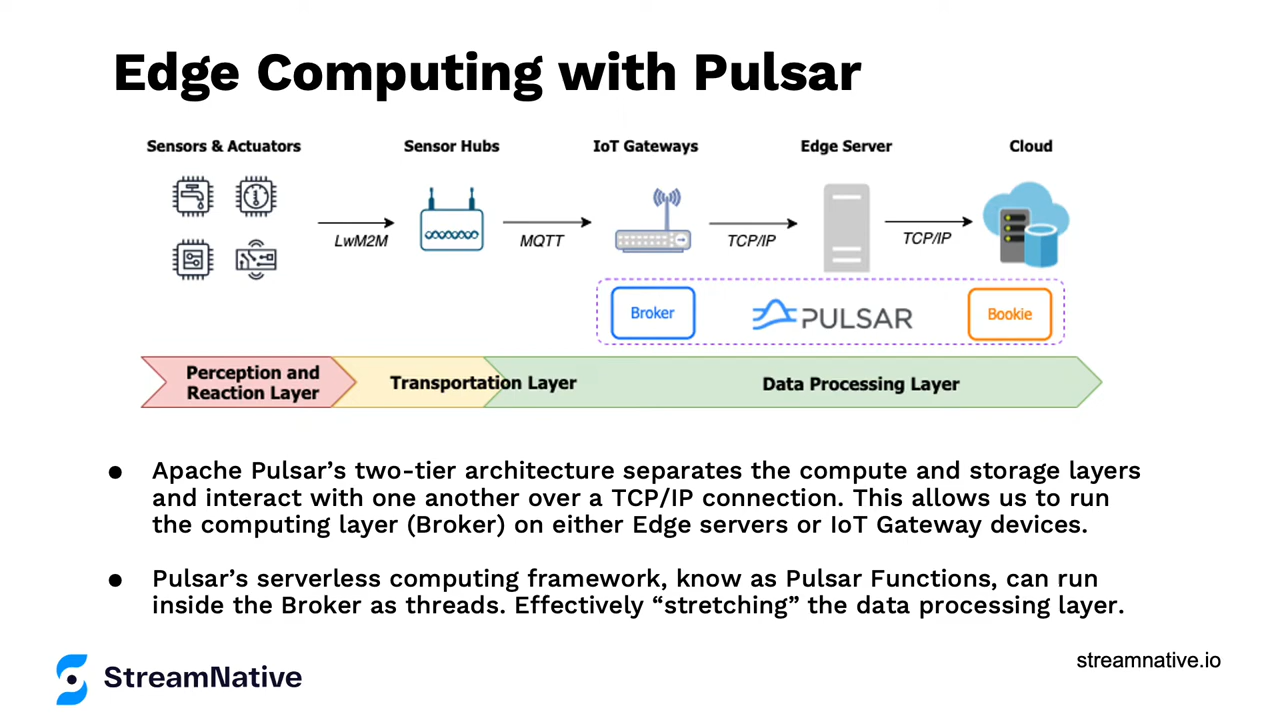 Edge Computing with Pulsar
Sensors & Actuators
Sensor Hubs
IoT Gateways
Edge Server
Cloud
LwM2M
MQTT
TCP/IP
TCP/IP
Broker
PULSAR
Bookie
Perception and
Reaction Layer
Transportation Layer
Data Processing Layer
● Apache Pulsar’s two-tier architecture separates the compute and storage layers
and interact with one another over a TCP/IP connection. This allows us to run
the computing layer (Broker) on either Edge servers or IoT Gateway devices.
● Pulsar’s serverless computing framework, know as Pulsar Functions, can run
inside the Broker as threads. Effectively “stretching” the data processing layer.
StreamNative
streamnative.io